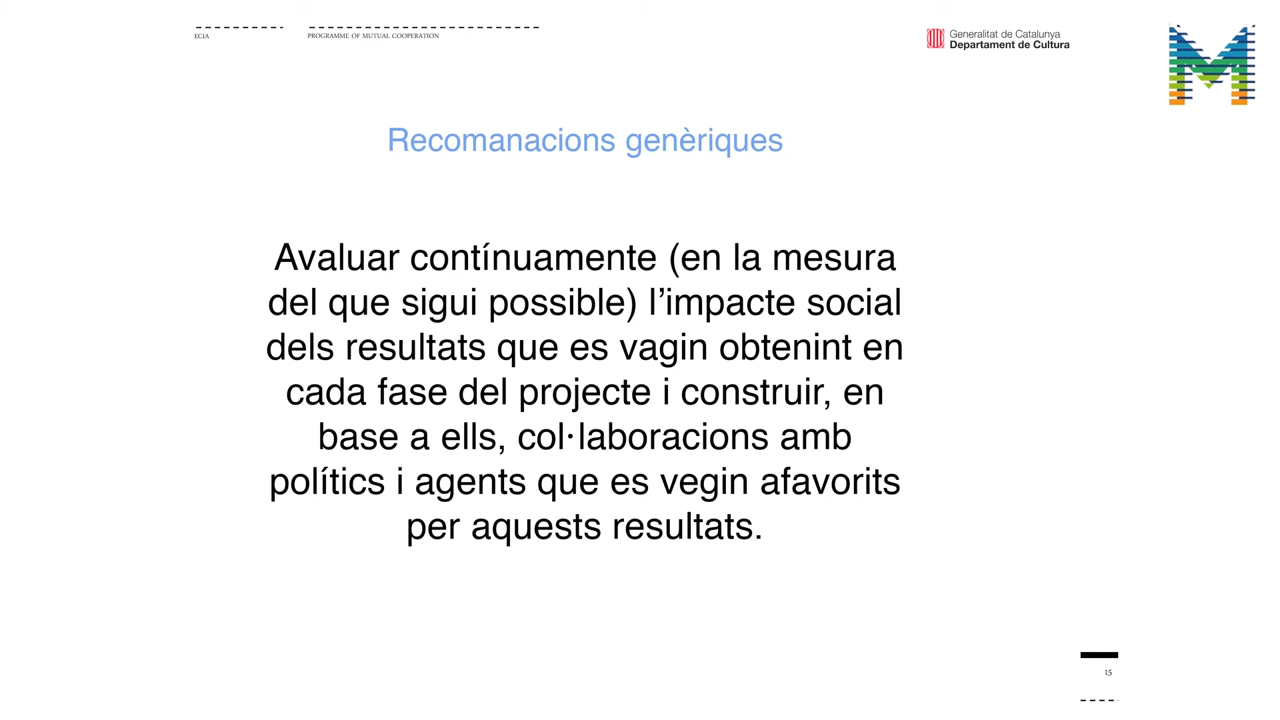 ECIA
PROGRAMME OF MUTUAL COOPERATION
Generalitat de Catalunya
Departament de Cultura
Recomanacions genèriques
Avaluar contínuamente (en la mesura
del que sigui possible) l’impacte social
dels resultats que es vagin obtenint en
cada fase del projecte i construir, en
base a ells, col·laboracions amb
polítics i agents que es vegin afavorits
per aquests resultats.
15